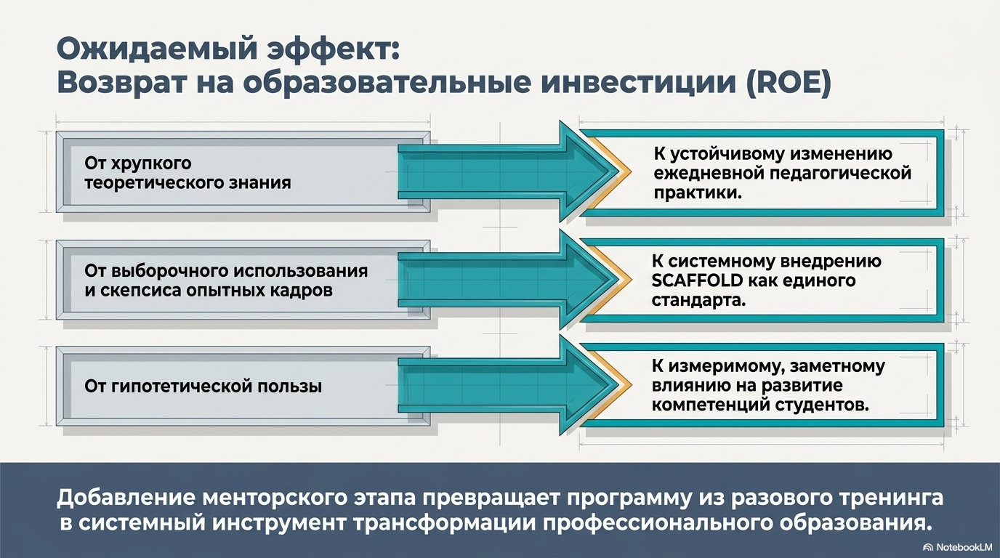 Ожидаемый эффект:
Возврат на образовательные инвестиции (ROE)
От хрупкого
теоретического знания
К устойчивому изменению
ежедневной педагогической
практики.
От выборочного использования
и скепсиса опытных кадров
К системному внедрению
SCAFFOLD как единого
стандарта.
От гипотетической пользы
К измеримому, заметному
влиянию на развитие
компетенций студентов.
Добавление менторского этапа превращает программу из разового тренинга
в системный инструмент трансформации профессионального образования.
NotebookLM